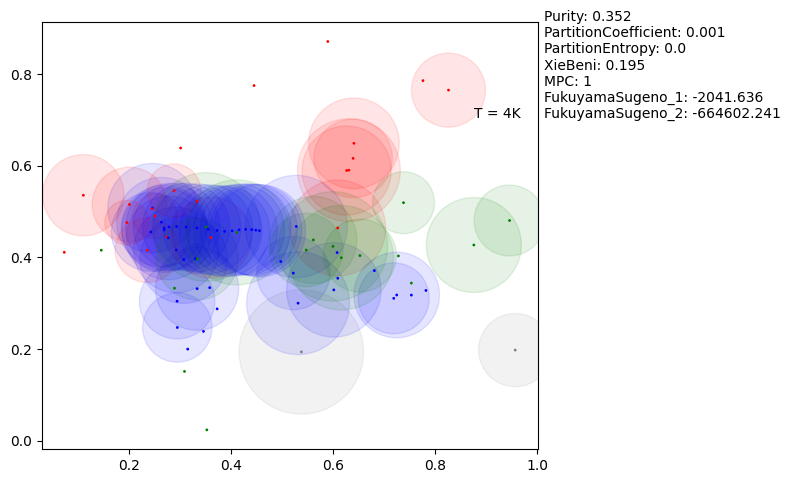 Purity: 0.352
PartitionCoefficient: 0.001
PartitionEntropy: 0.0
XieBeni: 0.195
MPC: 1
FukuyamaSugeno_1: -2041.636
FukuyamaSugeno_2: -664602.241
T = 4K
0.8
0.6
0.4
0.2
0.0
0.2 0.4 0.6 0.8 1.0